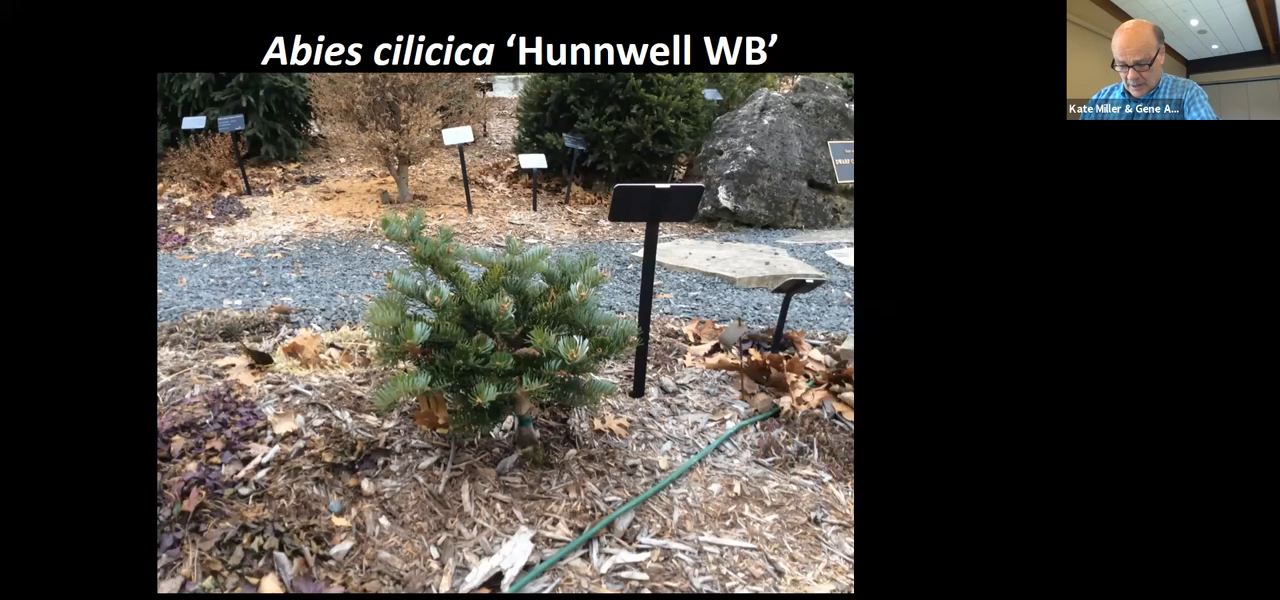 Abies cilicica ‘Hunnwell WB’
Kate Miller & Gene A...